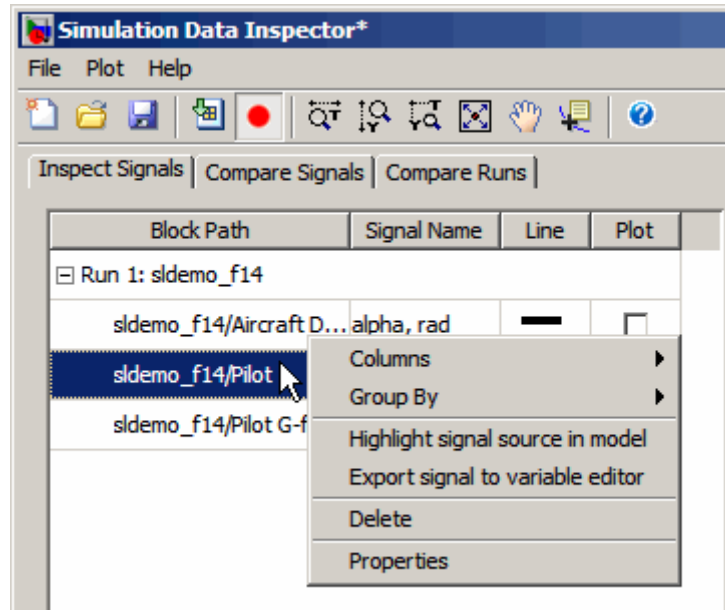 Simulation Data Inspector*
File Plot Help
Inspect Signals Compare Signals Compare Runs
Block Path Signal Name Line Plot
Run 1: sldemo_f14
sldemo_f14/Aircraft D... alpha, rad
sldemo_f14/Pilot
sldemo_f14/Pilot G-f
Columns
Group By
Highlight signal source in model
Export signal to variable editor
Delete
Properties